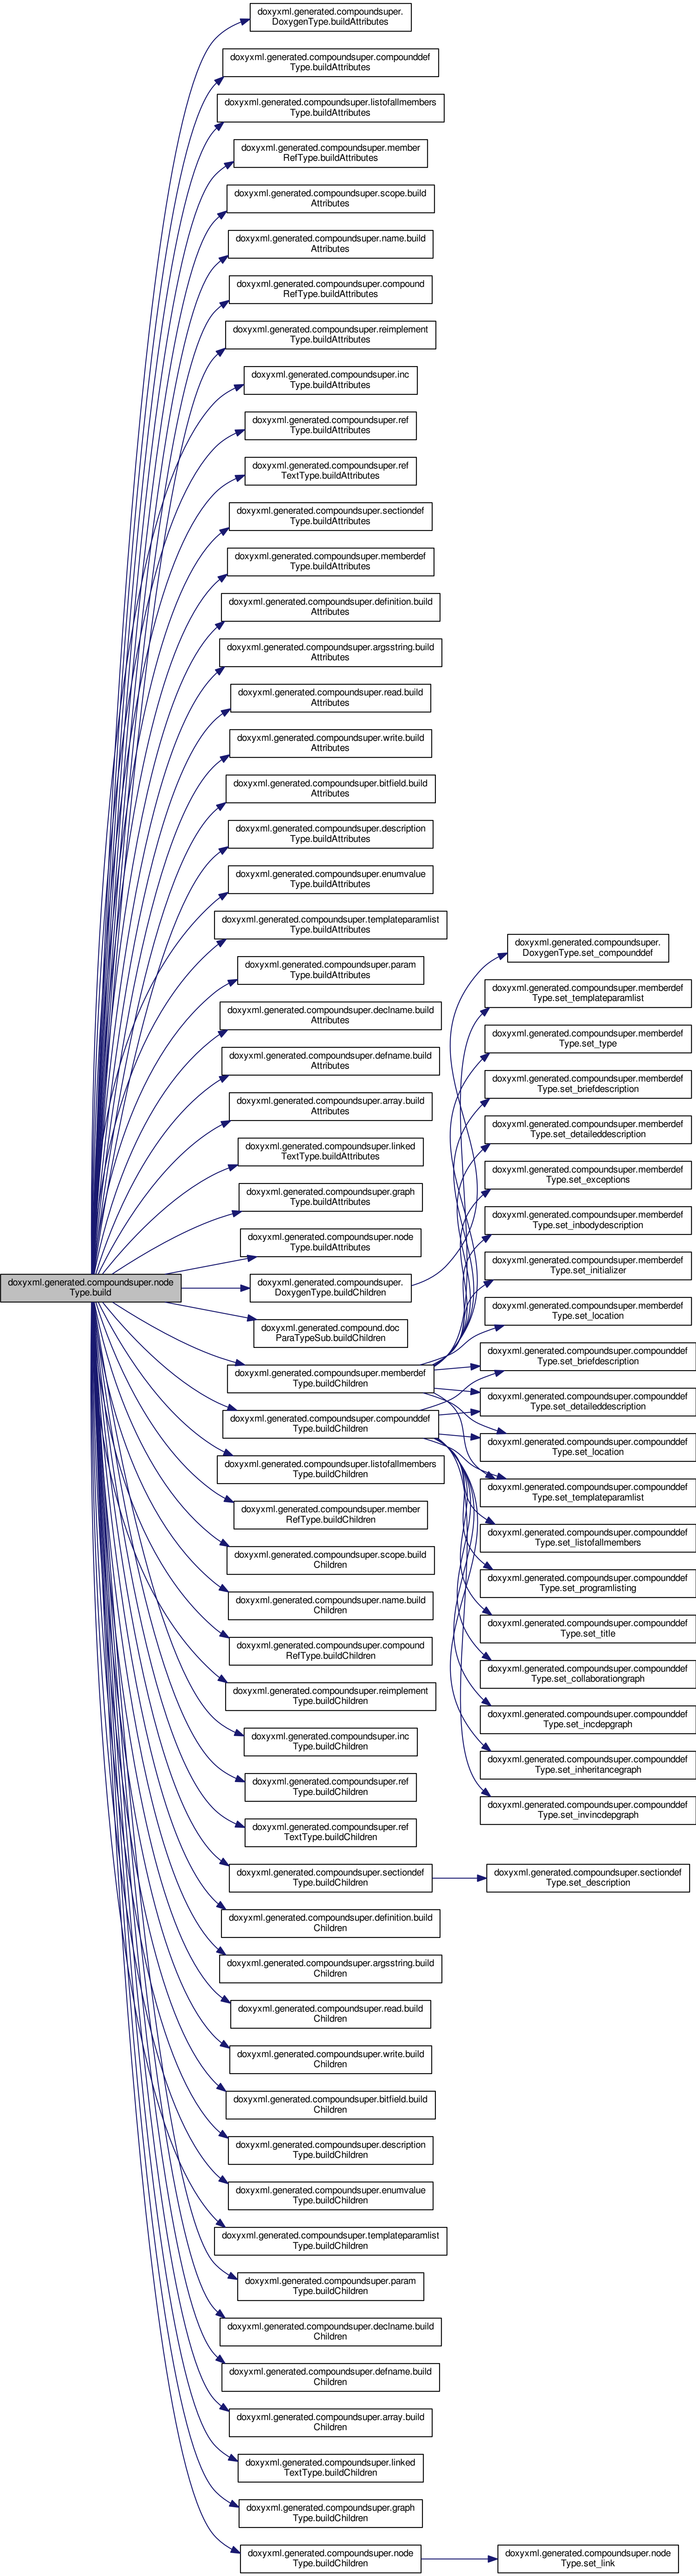 doxyxml.generated.compoundsuper.
DoxygenType.buildAttributes
doxyxml.generated.compoundsuper.compounddef
Type.buildAttributes
doxyxml.generated.compoundsuper.listofallmembers
Type.buildAttributes
doxyxml.generated.compoundsuper.member
RefType.buildAttributes
doxyxml.generated.compoundsuper.scope.build
Attributes
doxyxml.generated.compoundsuper.name.build
Attributes
doxyxml.generated.compoundsuper.compound
RefType.buildAttributes
doxyxml.generated.compoundsuper.reimplement
Type.buildAttributes
doxyxml.generated.compoundsuper.inc
Type.buildAttributes
doxyxml.generated.compoundsuper.ref
Type.buildAttributes
doxyxml.generated.compoundsuper.ref
TextType.buildAttributes
doxyxml.generated.compoundsuper.sectiondef
Type.buildAttributes
doxyxml.generated.compoundsuper.memberdef
Type.buildAttributes
doxyxml.generated.compoundsuper.definition.build
Attributes
doxyxml.generated.compoundsuper.argsstring.build
Attributes
doxyxml.generated.compoundsuper.read.build
Attributes
doxyxml.generated.compoundsuper.write.build
Attributes
doxyxml.generated.compoundsuper.bitfield.build
Attributes
doxyxml.generated.compoundsuper.description
Type.buildAttributes
doxyxml.generated.compoundsuper.enumvalue
Type.buildAttributes
doxyxml.generated.compoundsuper.templateparamlist
Type.buildAttributes
doxyxml.generated.compoundsuper.param
Type.buildAttributes
doxyxml.generated.compoundsuper.declname.build
Attributes
doxyxml.generated.compoundsuper.defname.build
Attributes
doxyxml.generated.compoundsuper.array.build
Attributes
doxyxml.generated.compoundsuper.linked
TextType.buildAttributes
doxyxml.generated.compoundsuper.graph
Type.buildAttributes
doxyxml.generated.compoundsuper.node
Type.buildAttributes
doxyxml.generated.compoundsuper.node
Type.build
doxyxml.generated.compoundsuper.
DoxygenType.buildChildren
doxyxml.generated.compound.doc
ParaTypeSub.buildChildren
doxyxml.generated.compoundsuper.memberdef
Type.buildChildren
doxyxml.generated.compoundsuper.compounddef
Type.buildChildren
doxyxml.generated.compoundsuper.listofallmembers
Type.buildChildren
doxyxml.generated.compoundsuper.member
RefType.buildChildren
doxyxml.generated.compoundsuper.scope.build
Children
doxyxml.generated.compoundsuper.name.build
Children
doxyxml.generated.compoundsuper.compound
RefType.buildChildren
doxyxml.generated.compoundsuper.reimplement
Type.buildChildren
doxyxml.generated.compoundsuper.inc
Type.buildChildren
doxyxml.generated.compoundsuper.ref
Type.buildChildren
doxyxml.generated.compoundsuper.ref
TextType.buildChildren
doxyxml.generated.compoundsuper.sectiondef
Type.buildChildren
doxyxml.generated.compoundsuper.definition.build
Children
doxyxml.generated.compoundsuper.argsstring.build
Children
doxyxml.generated.compoundsuper.read.build
Children
doxyxml.generated.compoundsuper.write.build
Children
doxyxml.generated.compoundsuper.bitfield.build
Children
doxyxml.generated.compoundsuper.description
Type.buildChildren
doxyxml.generated.compoundsuper.enumvalue
Type.buildChildren
doxyxml.generated.compoundsuper.templateparamlist
Type.buildChildren
doxyxml.generated.compoundsuper.param
Type.buildChildren
doxyxml.generated.compoundsuper.declname.build
Children
doxyxml.generated.compoundsuper.defname.build
Children
doxyxml.generated.compoundsuper.array.build
Children
doxyxml.generated.compoundsuper.linked
TextType.buildChildren
doxyxml.generated.compoundsuper.graph
Type.buildChildren
doxyxml.generated.compoundsuper.node
Type.buildChildren
doxyxml.generated.compoundsuper.
DoxygenType.set_compounddef
doxyxml.generated.compoundsuper.memberdef
Type.set_templateparamlist
doxyxml.generated.compoundsuper.memberdef
Type.set_type
doxyxml.generated.compoundsuper.memberdef
Type.set_briefdescription
doxyxml.generated.compoundsuper.memberdef
Type.set_detaileddescription
doxyxml.generated.compoundsuper.memberdef
Type.set_exceptions
doxyxml.generated.compoundsuper.memberdef
Type.set_inbodydescription
doxyxml.generated.compoundsuper.memberdef
Type.set_initializer
doxyxml.generated.compoundsuper.memberdef
Type.set_location
doxyxml.generated.compoundsuper.compounddef
Type.set_briefdescription
doxyxml.generated.compoundsuper.compounddef
Type.set_detaileddescription
doxyxml.generated.compoundsuper.compounddef
Type.set_location
doxyxml.generated.compoundsuper.compounddef
Type.set_templateparamlist
doxyxml.generated.compoundsuper.compounddef
Type.set_listofallmembers
doxyxml.generated.compoundsuper.compounddef
Type.set_programlisting
doxyxml.generated.compoundsuper.compounddef
Type.set_title
doxyxml.generated.compoundsuper.compounddef
Type.set_collaborationgraph
doxyxml.generated.compoundsuper.compounddef
Type.set_incdepgraph
doxyxml.generated.compoundsuper.compounddef
Type.set_inheritancegraph
doxyxml.generated.compoundsuper.compounddef
Type.set_invincdepgraph
doxyxml.generated.compoundsuper.sectiondef
Type.set_description
doxyxml.generated.compoundsuper.node
Type.set_link